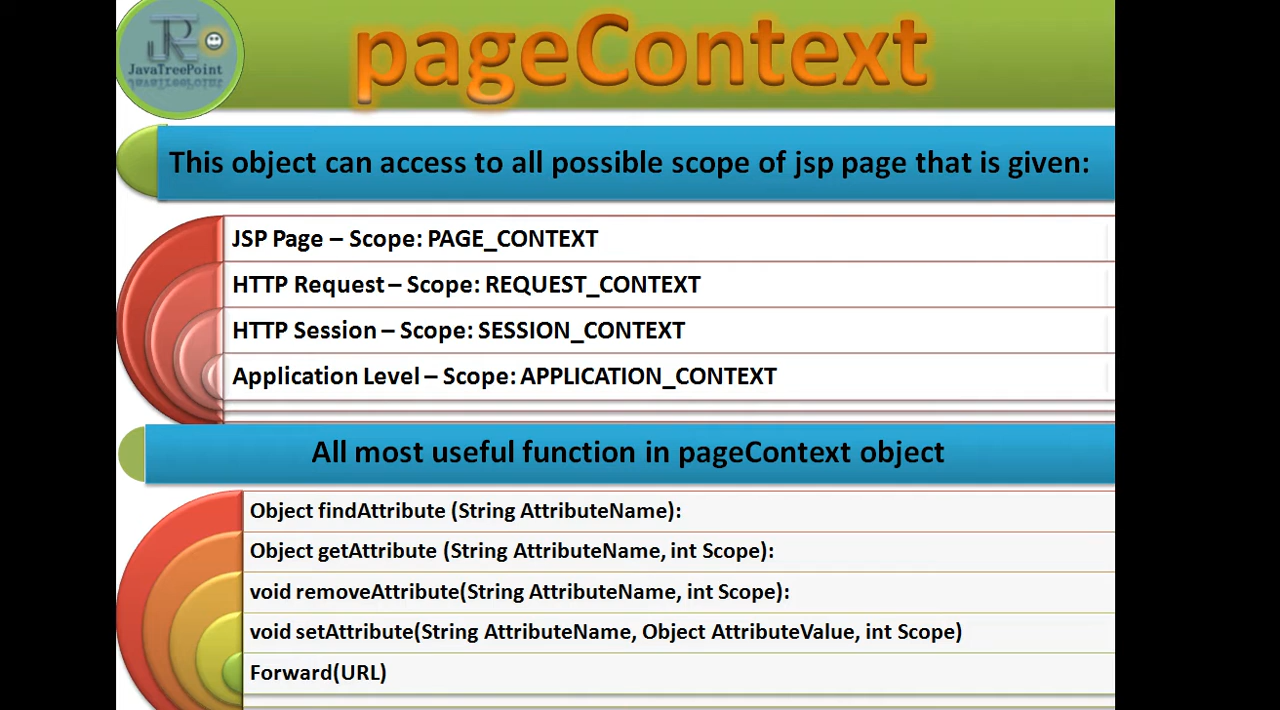 JavaTreePoint
pageContext
This object can access to all possible scope of jsp page that is given:
JSP Page – Scope: PAGE_CONTEXT
HTTP Request – Scope: REQUEST_CONTEXT
HTTP Session – Scope: SESSION_CONTEXT
Application Level – Scope: APPLICATION_CONTEXT
All most useful function in pageContext object
Object findAttribute (String AttributeName):
Object getAttribute (String AttributeName, int Scope):
void removeAttribute(String AttributeName, int Scope):
void setAttribute(String AttributeName, Object AttributeValue, int Scope)
Forward(URL)